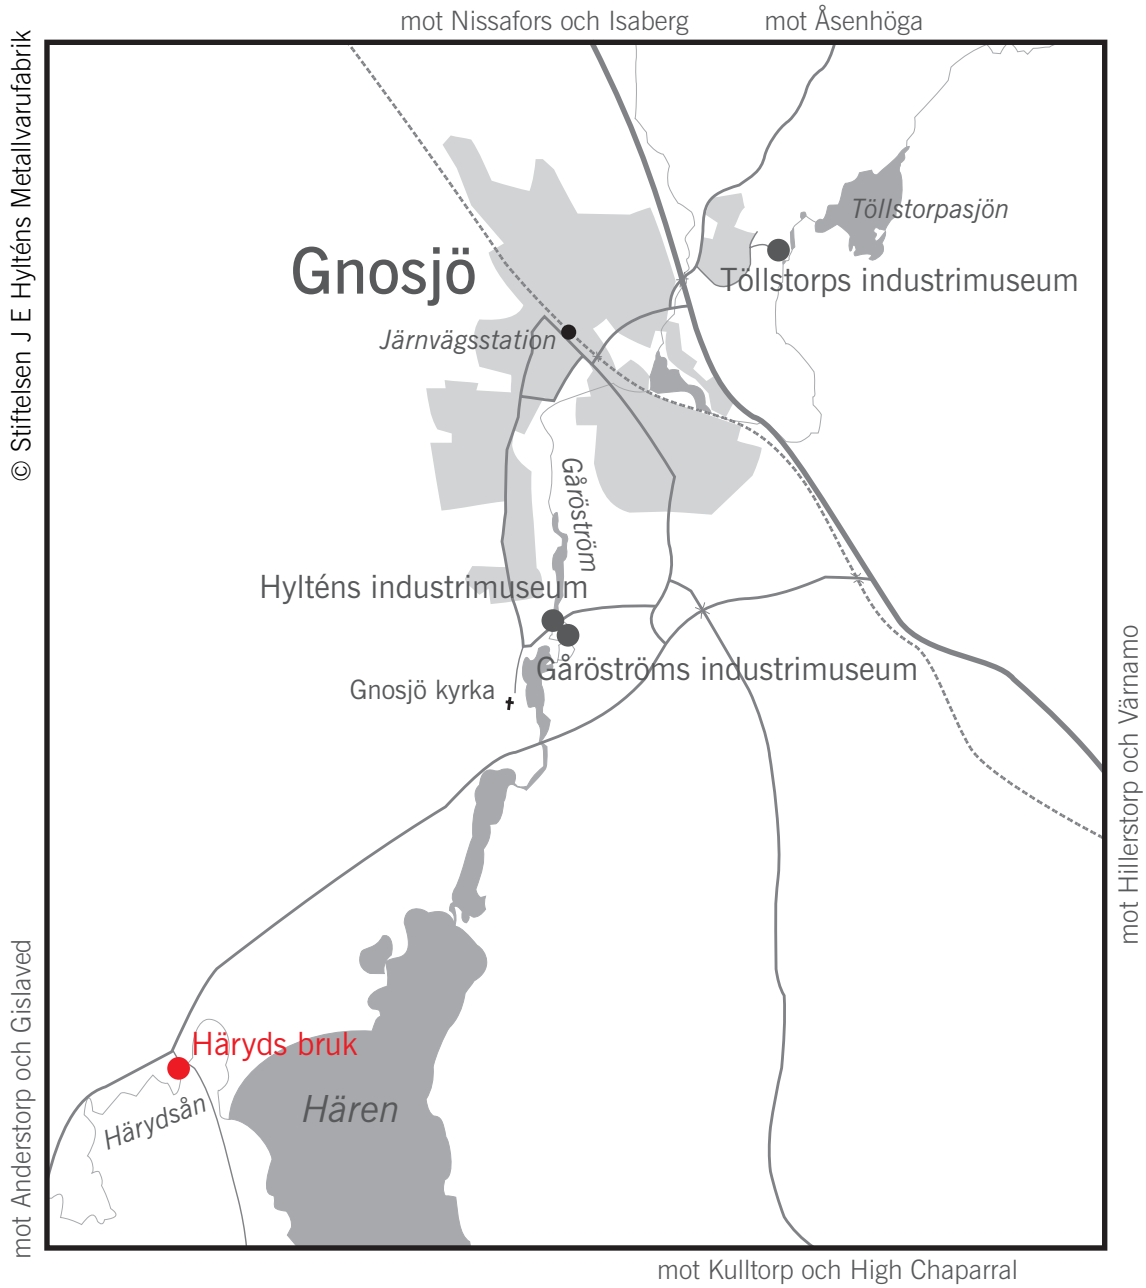 mot Nissafors och Isaberg
mot Åsenhöga
© Stiftelsen J E Hylténs Metallvarufabrik
Töllstorpasjön
Gnosjö
Töllstorps industrimuseum
Järnvägsstation
Gåröström
Hylténs industrimuseum
Gåröströms industrimuseum
Gnosjö kyrka
mot Hillerstorp och Värnamo
mot Anderstorp och Gislaved
Häryds bruk
Hären
Härydsån
mot Kulltorp och High Chaparral